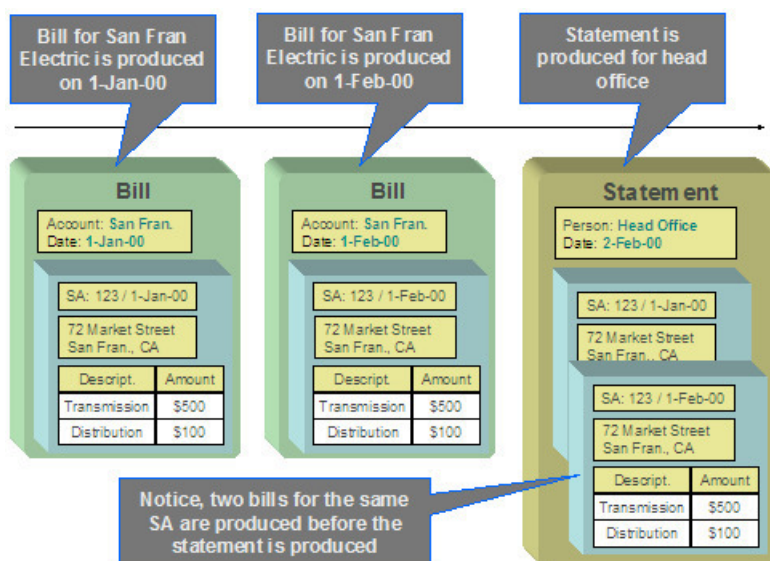 Bill for San Fran
Electric is produced
on 1-Jan-00
Bill for San Fran
Electric is produced
on 1-Feb-00
Statement is
produced for head
office
Bill
Account: San Fran.
Date: 1-Jan-00
SA: 123 / 1-Jan-00
72 Market Street
San Fran., CA
Descript. Amount
Transmission $500
Distribution $100
Bill
Account: San Fran.
Date: 1-Feb-00
SA: 123 / 1-Feb-00
72 Market Street
San Fran., CA
Descript. Amount
Transmission $500
Distribution $100
Statement
Person: Head Office
Date: 2-Feb-00
SA: 123 / 1-Jan-00
72 Market Street
San Fran., CA
SA: 123 / 1-Feb-00
72 Market Street
San Fran., CA
Descript. Amount
Transmission $500
Distribution $100
Notice, two bills for the same
SA are produced before the
statement is produced